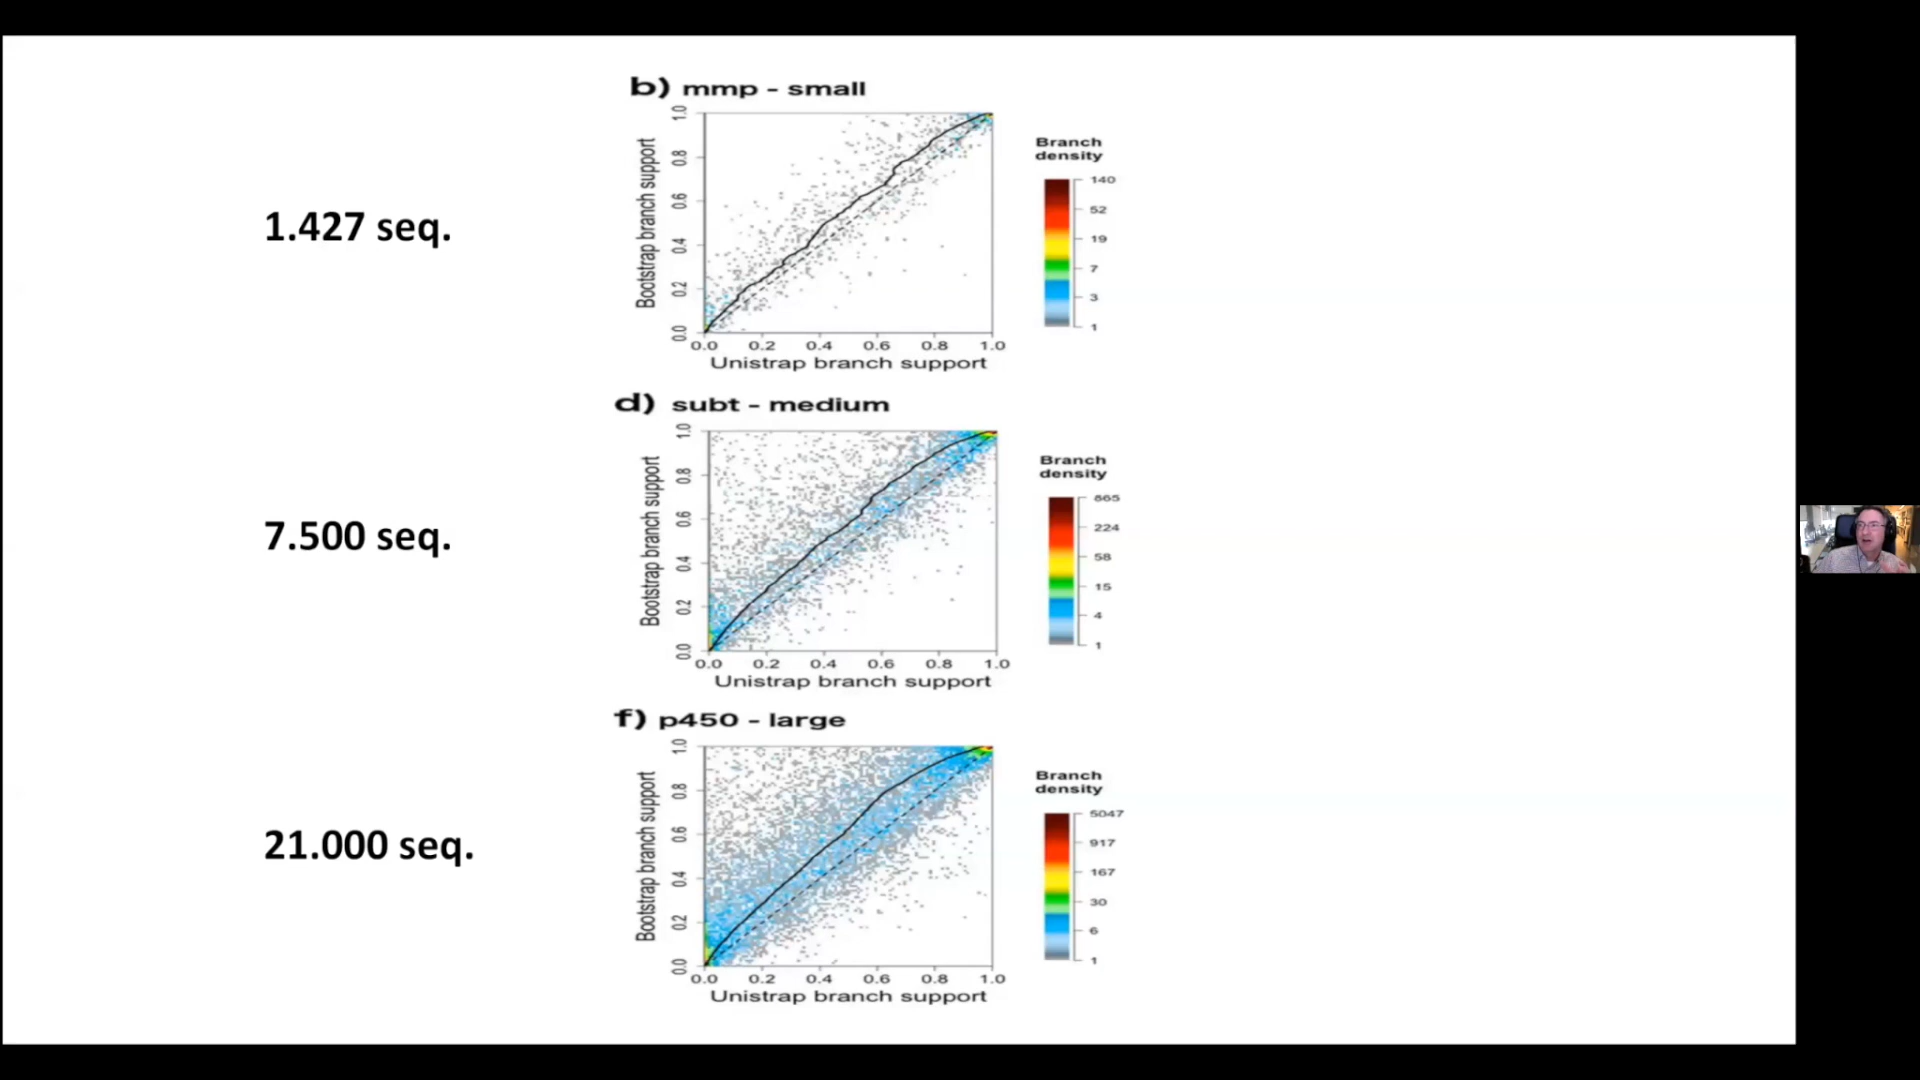 b) mmp - small
1.427 seq.
Bootstrap branch support
1.0
0.8
0.6
0.4
0.2
0.0
0.0 0.2 0.4 0.6 0.8 1.0
Unistrap branch support
Branch
density
140
52
19
7
3
1
d) subt - medium
7.500 seq.
Bootstrap branch support
1.0
0.8
0.6
0.4
0.2
0.0
0.0 0.2 0.4 0.6 0.8 1.0
Unistrap branch support
Branch
density
865
224
58
15
4
1
f) p450 - large
21.000 seq.
Bootstrap branch support
1.0
0.8
0.6
0.4
0.2
0.0
0.0 0.2 0.4 0.6 0.8 1.0
Unistrap branch support
Branch
density
5047
917
167
30
6
1